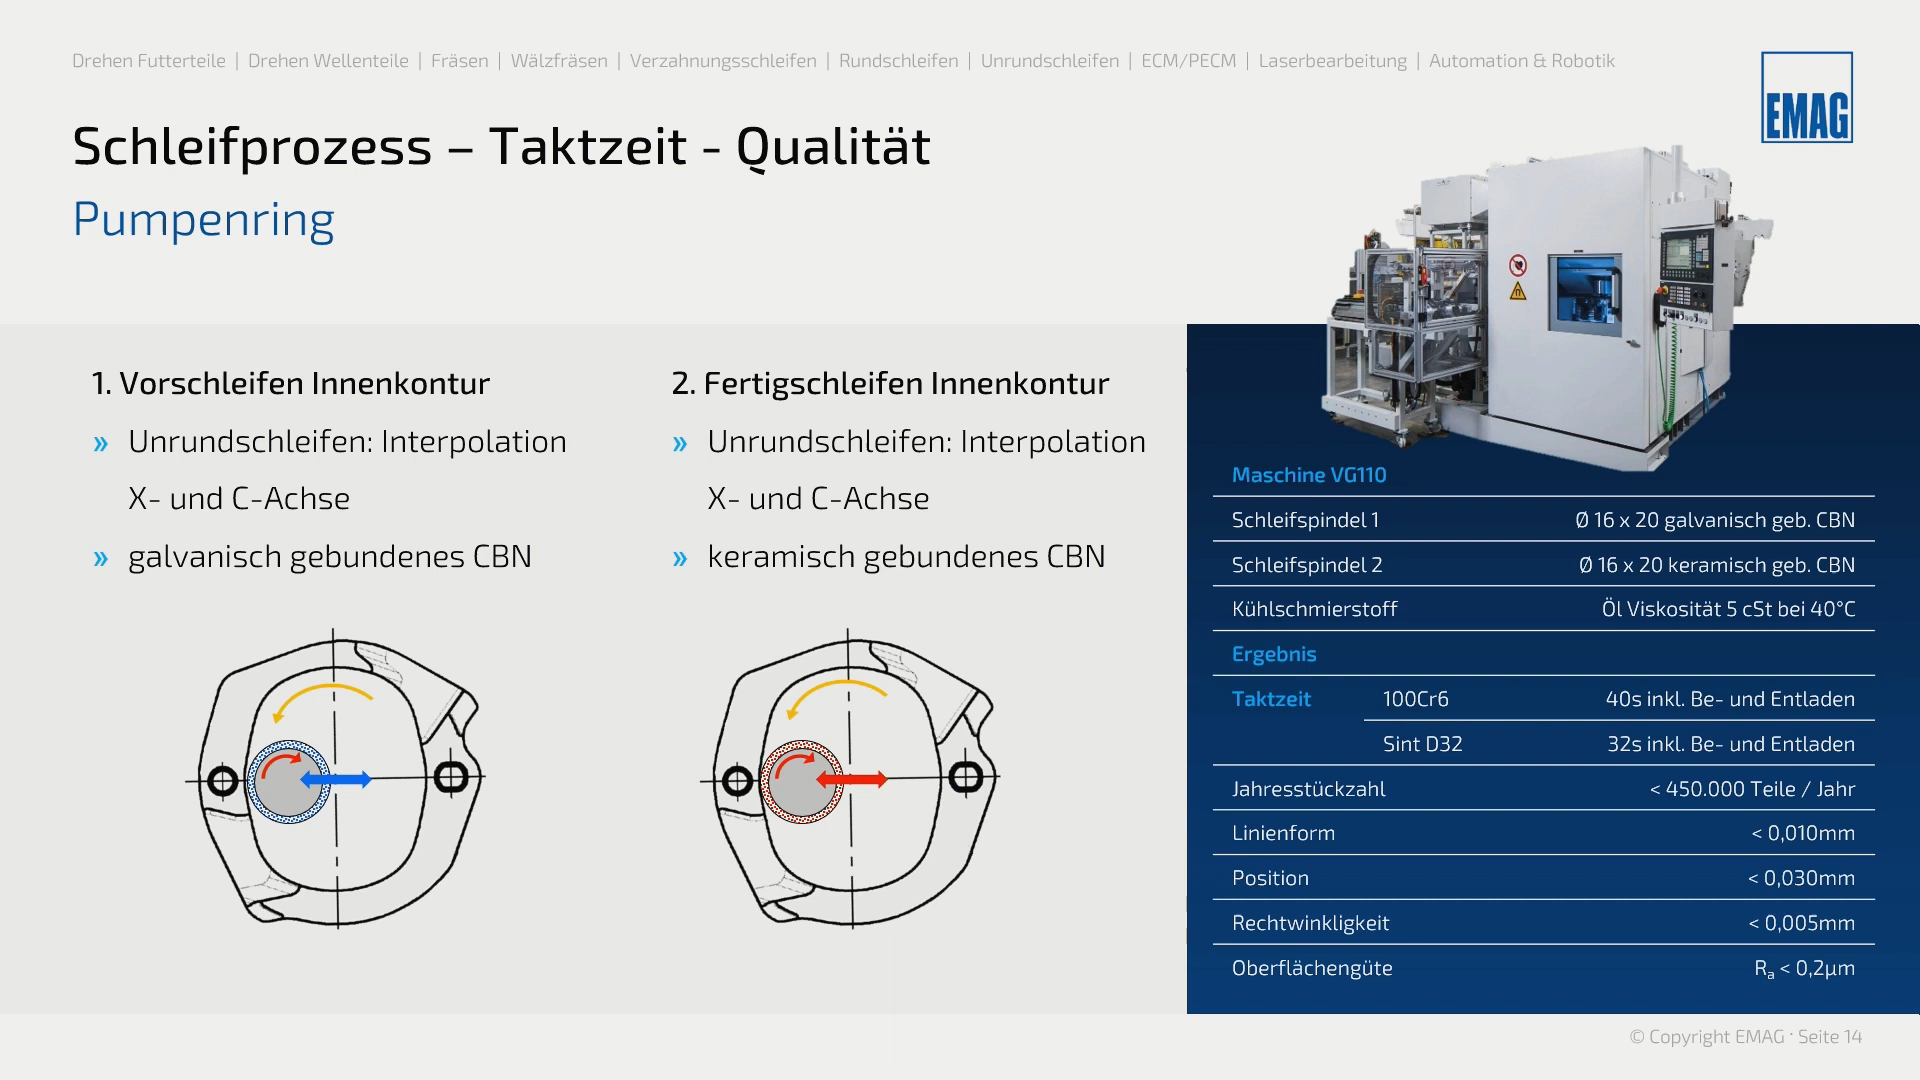 Drehen Futterteile | Drehen Wellenteile | Fräsen | Wälzfräsen | Verzahnungsschleifen | Rundschleifen | Unrundschleifen | ECM/PECM | Laserbearbeitung | Automation & Robotik
EMAG
Schleifprozess – Taktzeit - Qualität
Pumpenring
1. Vorschleifen Innenkontur
» Unrundschleifen: Interpolation
X- und C-Achse
» galvanisch gebundenes CBN
2. Fertigschleifen Innenkontur
» Unrundschleifen: Interpolation
X- und C-Achse
» keramisch gebundenes CBN
Maschine VG110
Schleifspindel 1 Ø 16 x 20 galvanisch geb. CBN
Schleifspindel 2 Ø 16 x 20 keramisch geb. CBN
Kühlschmierstoff Öl Viskosität 5 cSt bei 40°C
Ergebnis
Taktzeit 100Cr6 40s inkl. Be- und Entladen
Sint D32 32s inkl. Be- und Entladen
Jahresstückzahl < 450.000 Teile / Jahr
Linienform < 0,010mm
Position < 0,030mm
Rechtwinkligkeit < 0,005mm
Oberflächengüte Ra < 0,2µm
© Copyright EMAG · Seite 14